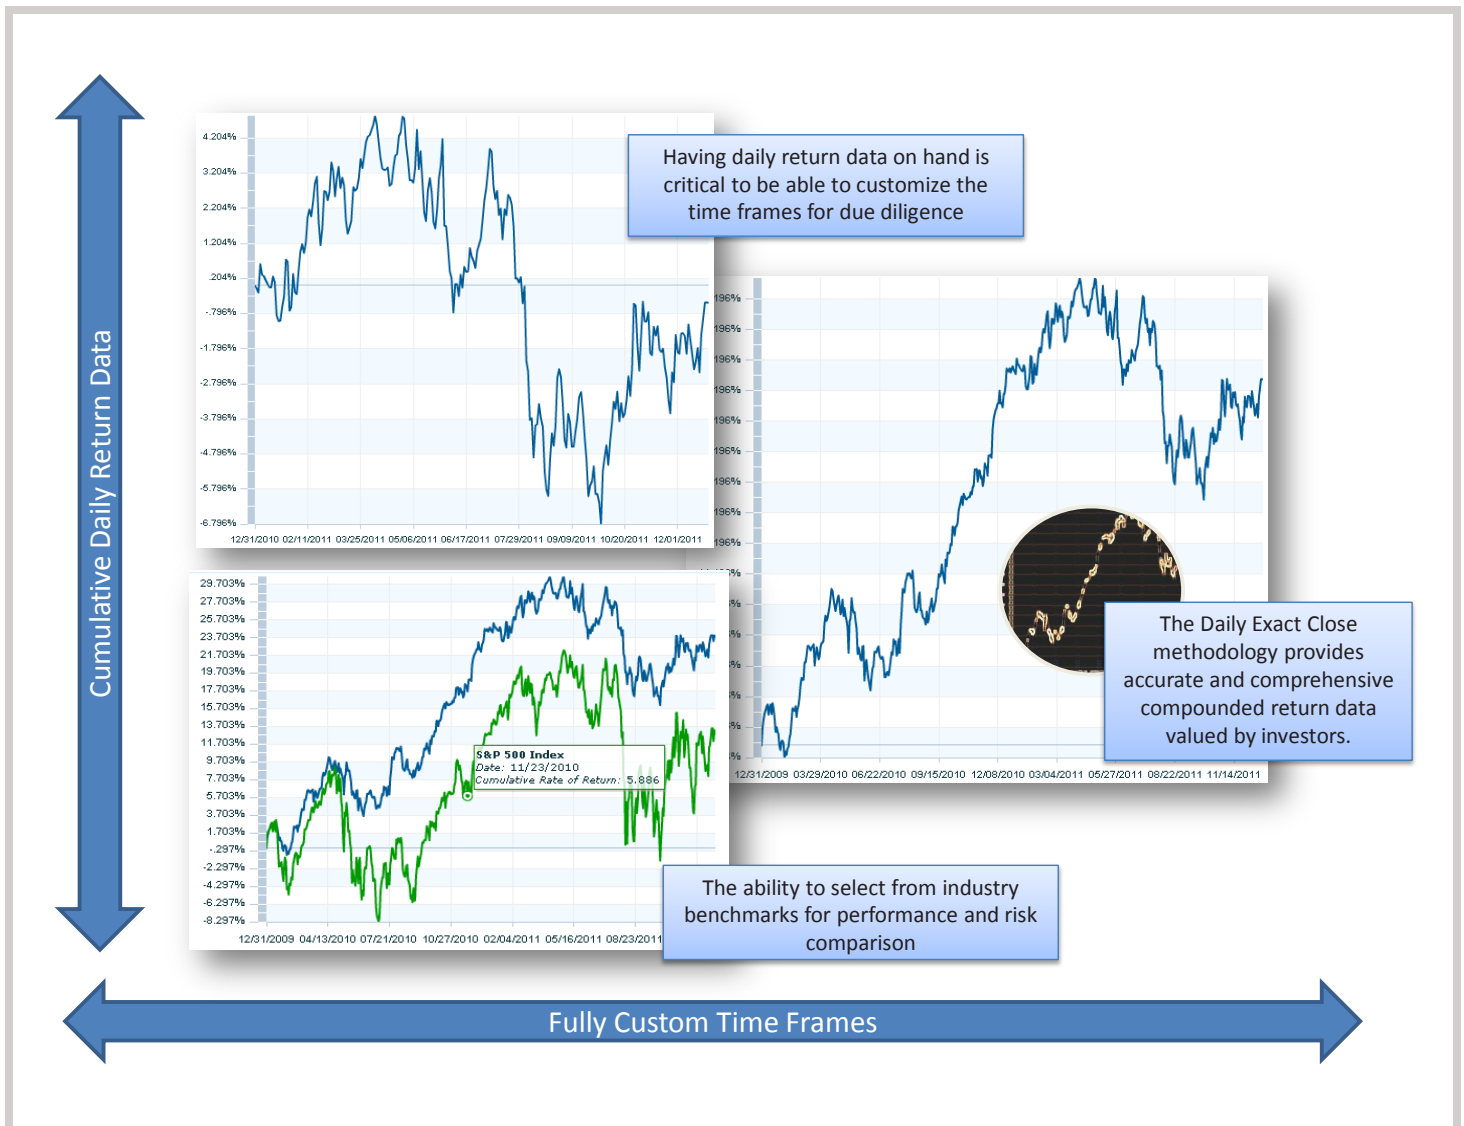 Cumulative Daily Return Data
4.204%
3.204%
2.204%
1.204%
.204%
-.796%
-1.796%
-2.796%
-3.796%
-4.796%
-5.796%
-6.796%
12/31/2010 02/11/2011 03/25/2011 05/06/2011 06/17/2011 07/29/2011 09/09/2011 10/20/2011 12/01/2011
Having daily return data on hand is
critical to be able to customize the
time frames for due diligence
196%
196%
196%
196%
196%
196%
196%
196%
12/31/2009 03/29/2010 06/22/2010 09/15/2010 12/08/2010 03/04/2011 05/27/2011 08/22/2011 11/14/2011
The Daily Exact Close
methodology provides
accurate and comprehensive
compounded return data
valued by investors.
29.703%
27.703%
25.703%
23.703%
21.703%
19.703%
17.703%
15.703%
13.703%
11.703%
9.703%
7.703%
5.703%
3.703%
1.703%
-.297%
-2.297%
-4.297%
-6.297%
-8.297%
S&P 500 Index
Date: 11/23/2010
Cumulative Rate of Return: 5.886
12/31/2009 04/13/2010 07/21/2010 10/27/2010 02/04/2011 05/16/2011 08/23/2011
The ability to select from industry
benchmarks for performance and risk
comparison
Fully Custom Time Frames